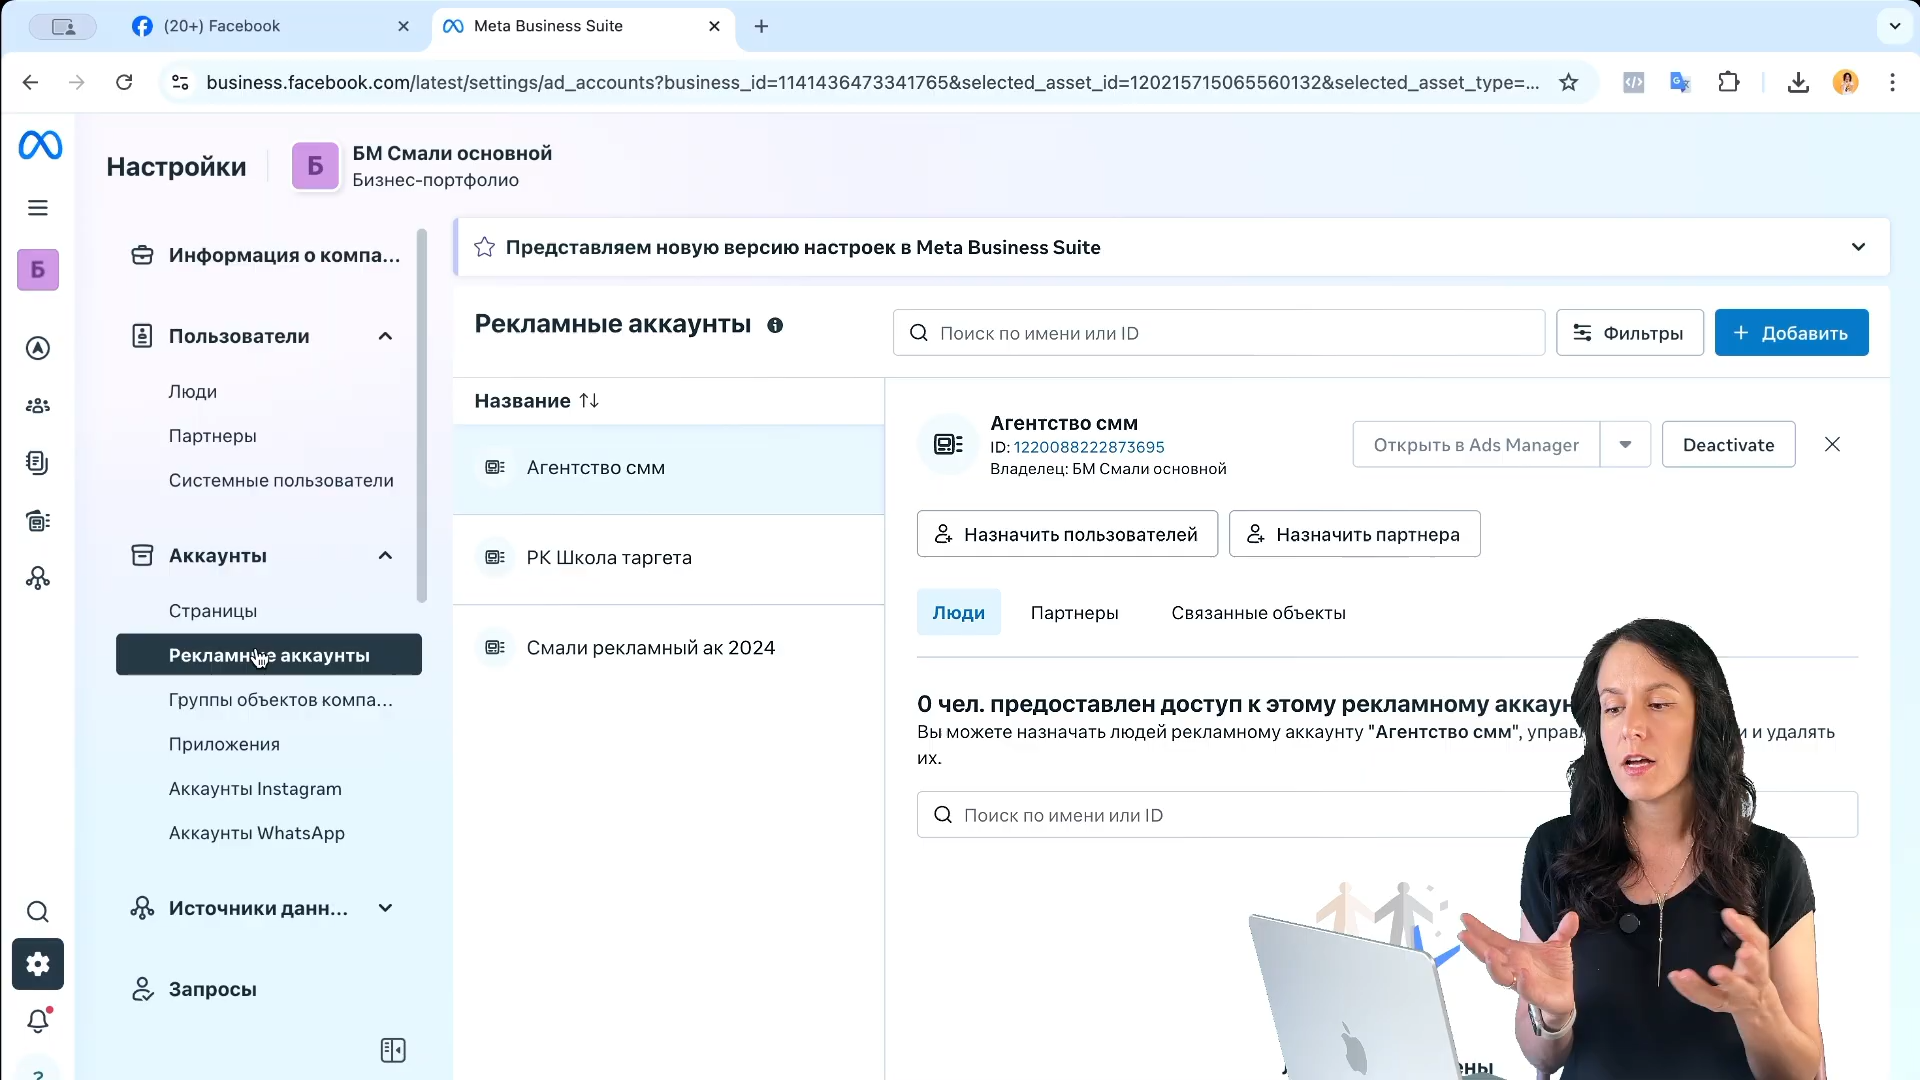 (20+) Facebook
Meta Business Suite
business.facebook.com/latest/settings/ad_accounts?business_id=1141436473341765&selected_asset_id=120215715065560132&selected_asset_type=...
Настройки
Б
БМ Смали основной
Бизнес-портфолио
Б
Информация о компа...
Пользователи
Люди
Партнеры
Системные пользователи
Аккаунты
Страницы
Рекламные аккаунты
Группы объектов компа...
Приложения
Аккаунты Instagram
Аккаунты WhatsApp
Источники данн...
Запросы
Представляем новую версию настроек в Meta Business Suite
Рекламные аккаунты
Поиск по имени или ID
Фильтры
+ Добавить
Название
Агентство смм
РК Школа таргета
Смали рекламный ак 2024
Агентство смм
ID: 1220088222873695
Владелец: БМ Смали основной
Открыть в Ads Manager
Deactivate
Назначить пользователей
Назначить партнера
Люди
Партнеры
Связанные объекты
0 чел. предоставлен доступ к этому рекламному
Вы можете назначать людей рекламному аккаунту "Агентство смм", и удалять
их.
Поиск по имени или ID